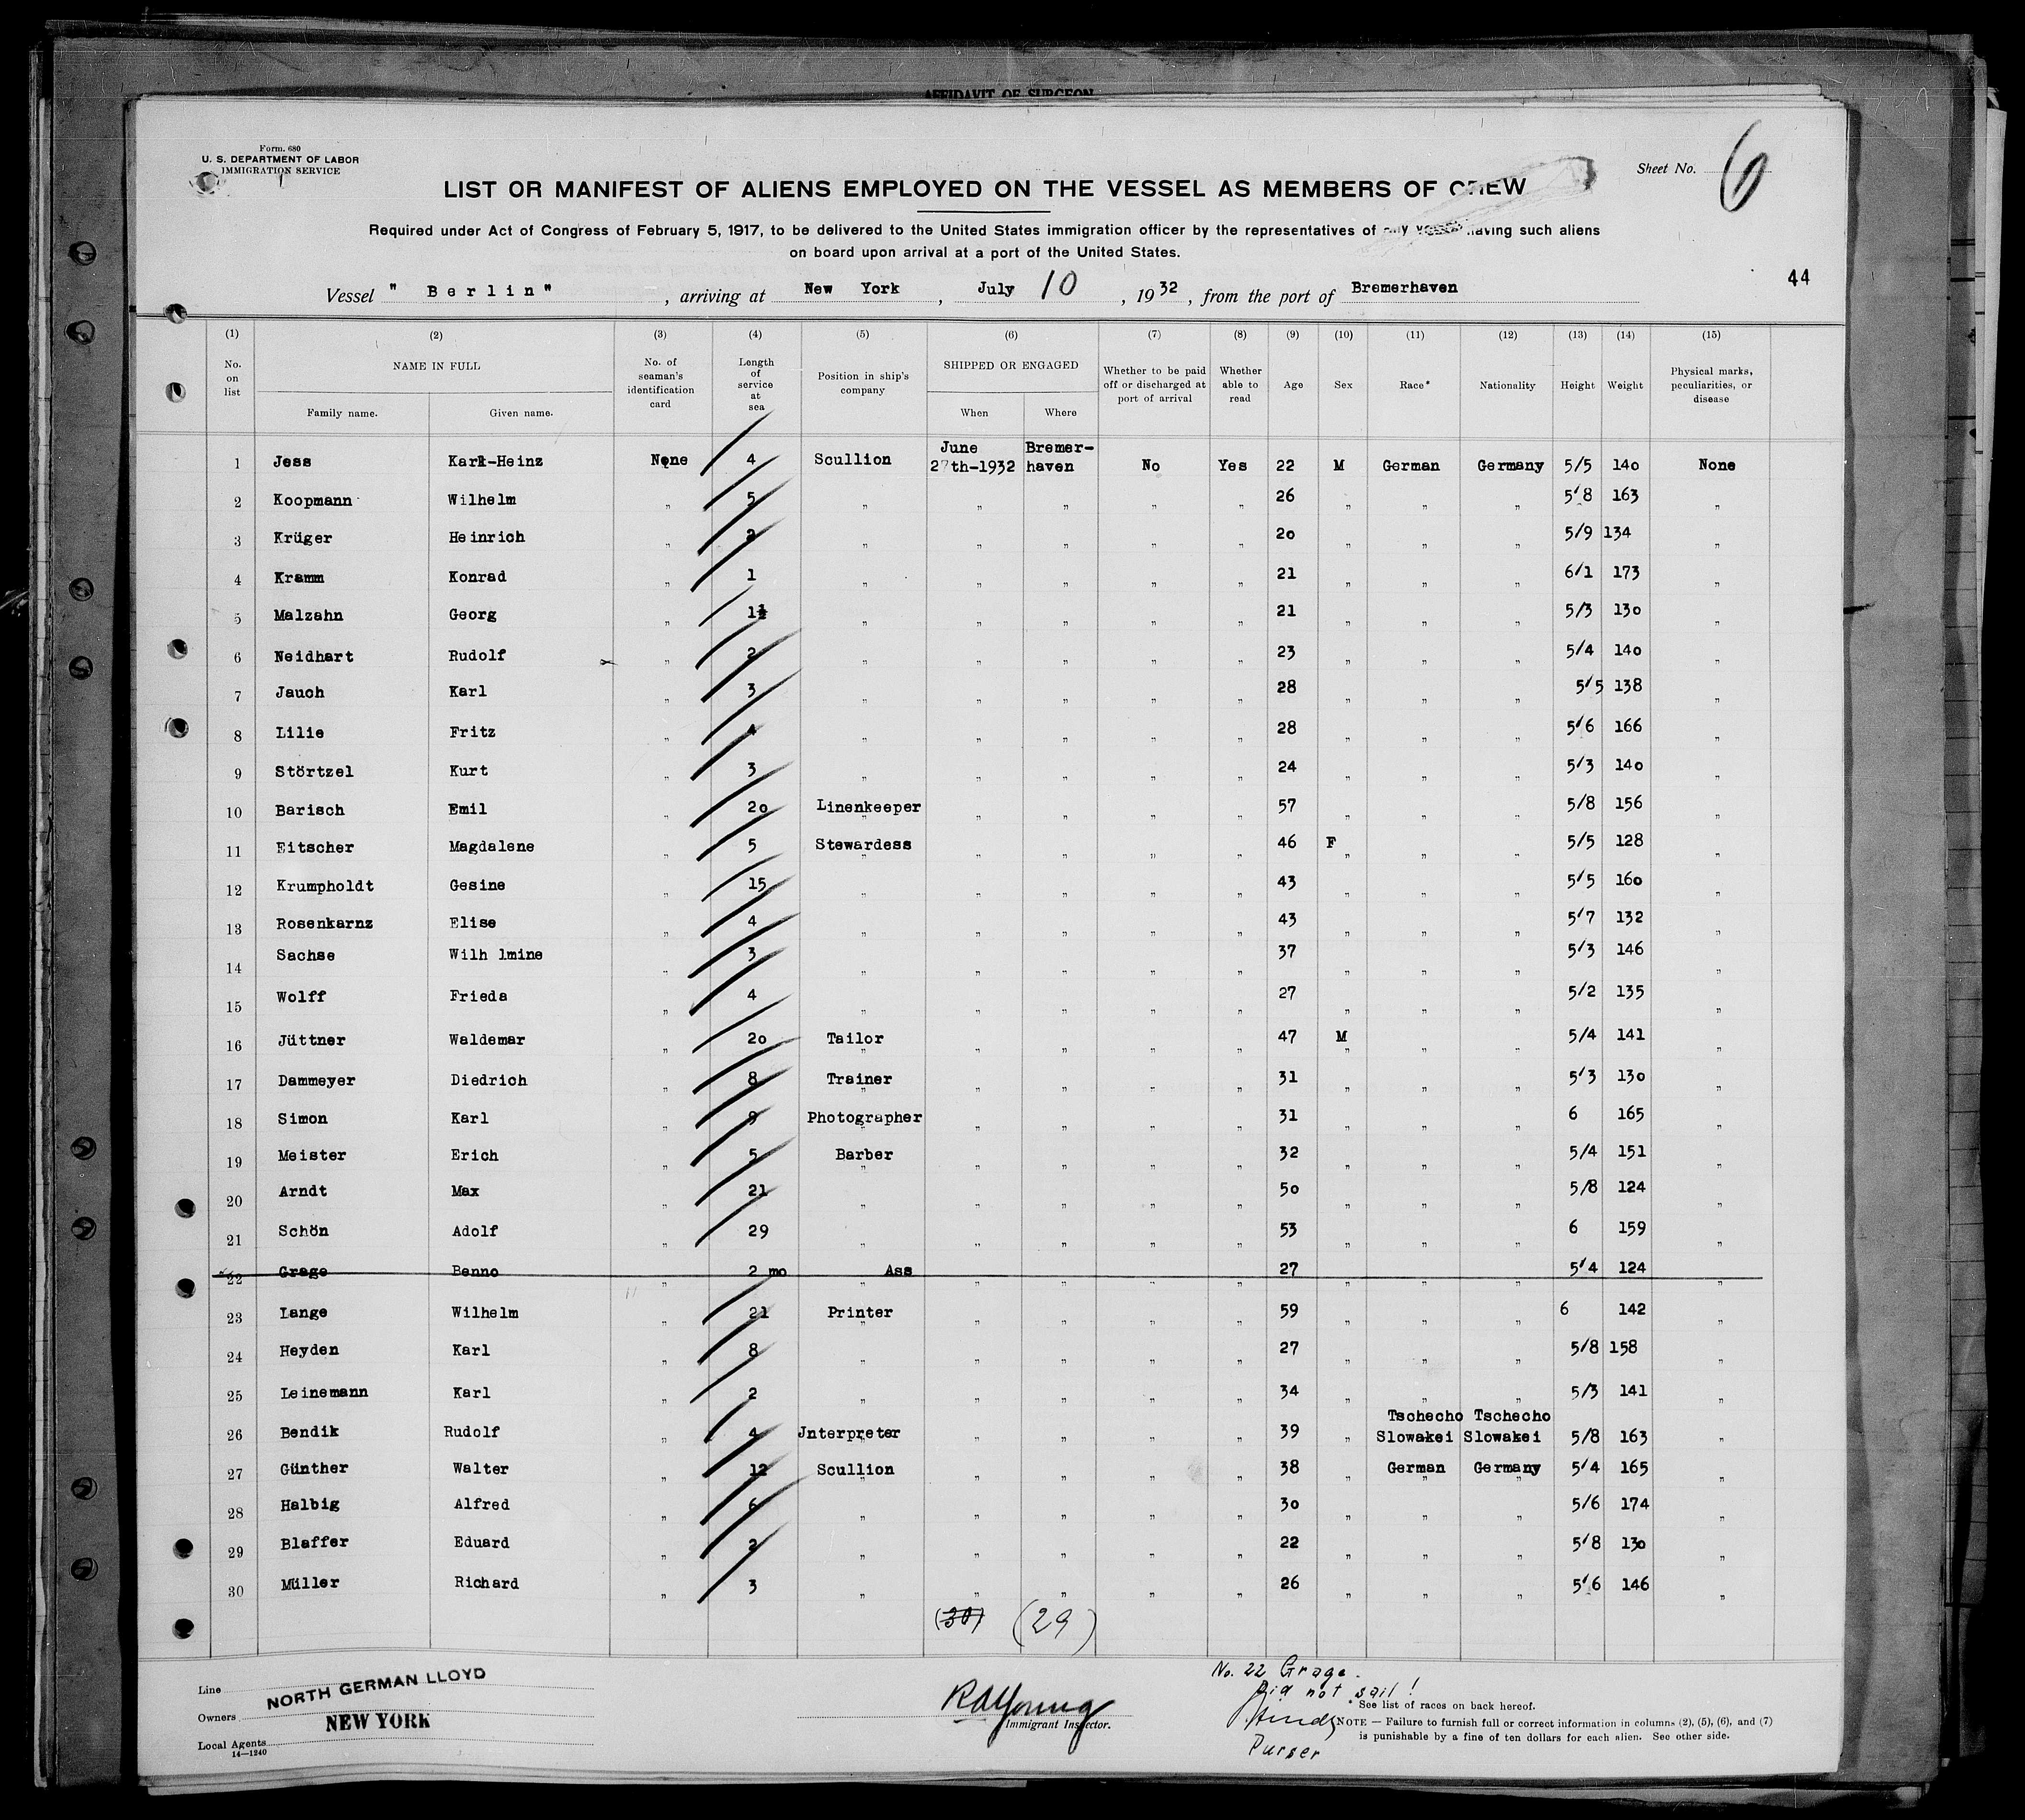 AFFIDAVIT OF SURGEON
Form. 680
U. S. DEPARTMENT OF LABOR
IMMIGRATION SERVICE
Sheet No. 6
LIST OR MANIFEST OF ALIENS EMPLOYED ON THE VESSEL AS MEMBERS OF CREW
Required under Act of Congress of February 5, 1917, to be delivered to the United States immigration officer by the representatives of any vessel having such aliens
on board upon arrival at a port of the United States.
44
Vessel " Berlin" , arriving at New York , July 10 , 1932 , from the port of Bremerhaven
(1) (2) (3) (4) (5) (6) (7) (8) (9) (10) (11) (12) (13) (14) (15)
No. on list NAME IN FULL Family name. Given name. No. of seaman's identification card Length of service at sea Position in ship's company SHIPPED OR ENGAGED When Where Whether to be paid off or discharged at port of arrival Whether able to read Age Sex Race* Nationality Height Weight Physical marks, peculiarities, or disease
1 Jess Karl-Heinz None 4 Scullion June 27th-1932 Bremer-haven No Yes 22 M German Germany 5/5 140 None
2 Koopmann Wilhelm " 5 " " " " " 26 " " " 5'8 163 "
3 Krüger Heinrich " 2 " " " " " 20 " " " 5/9 134 "
4 Kramm Konrad " 1 " " " " " 21 " " " 6/1 173 "
5 Malzahn Georg " 1½ " " " " " 21 " " " 5/3 130 "
6 Neidhart Rudolf " 2 " " " " " 23 " " " 5/4 140 "
7 Jauch Karl " 3 " " " " " 28 " " " 5'5 138 "
8 Lilie Fritz " 4 " " " " " 28 " " " 5'6 166 "
9 Störtzel Kurt " 3 " " " " " 24 " " " 5/3 140 "
10 Barisch Emil " 20 Linenkeeper " " " " 57 " " " 5/8 156 "
11 Eitscher Magdalene " 5 Stewardess " " " " 46 F " " 5/5 128 "
12 Krumpholdt Gesine " 15 " " " " " 43 " " " 5'5 160 "
13 Rosenkarnz Elise " 4 " " " " " 43 " " " 5'7 132 "
14 Sachse Wilh lmine " 3 " " " " " 37 " " " 5/3 146 "
15 Wolff Frieda " 4 " " " " " 27 " " " 5/2 135 "
16 Jüttner Waldemar " 20 Tailor " " " " 47 M " " 5/4 141 "
17 Dammeyer Diedrich " 8 Trainer " " " " 31 " " " 5'3 130 "
18 Simon Karl " 9 Photographer " " " " 31 " " " 6 165 "
19 Meister Erich " 5 Barber " " " " 32 " " " 5/4 151 "
20 Arndt Max " 21 " " " " " 50 " " " 5/8 124 "
21 Schön Adolf " 29 " " " " " 53 " " " 6 159 "
22 Grage Benno " 2 mo " Ass " " " " 27 " " " 5'4 124 "
23 Lange Wilhelm " 21 Printer " " " " 59 " " " 6 142 "
24 Heyden Karl " 8 " " " " " 27 " " " 5/8 158 "
25 Leinemann Karl " 2 " " " " " 34 " " " 5/3 141 "
26 Bendik Rudolf " 4 Jnterpreter " " " " 39 " Tschecho Slowakei Tschecho Slowakei 5/8 163 "
27 Günther Walter " 12 Scullion " " " " 38 " German Germany 5'4 165 "
28 Halbig Alfred " 6 " " " " " 30 " " " 5/6 174 "
29 Blaffer Eduard " 2 " " " " " 22 " " " 5'8 130 "
30 Müller Richard " 3 " " " " " 26 " " " 5'6 146 "
(30) (29)
Line
Owners
Local Agents
14—1240
NORTH GERMAN LLOYD
NEW YORK
R A Young
Immigrant Inspector.
No. 22 Grage.
Did not sail!
Purser
* See list of races on back hereof.
NOTE — Failure to furnish full or correct information in columns (2), (5), (6), and (7)
is punishable by a fine of ten dollars for each alien. See other side.